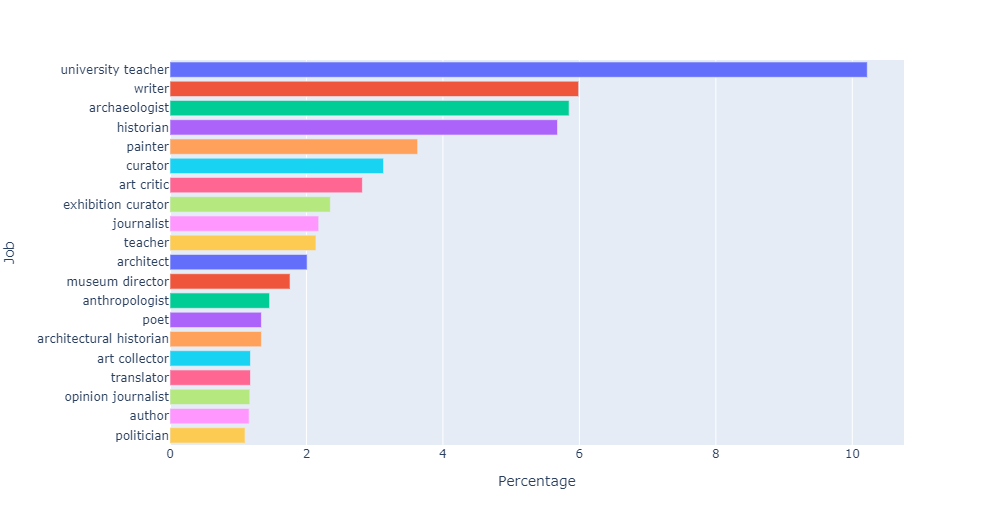 university teacher
writer
archaeologist
historian
painter
curator
art critic
exhibition curator
journalist
teacher
architect
museum director
anthropologist
poet
architectural historian
art collector
translator
opinion journalist
author
politician
Job
0 2 4 6 8 10
Percentage